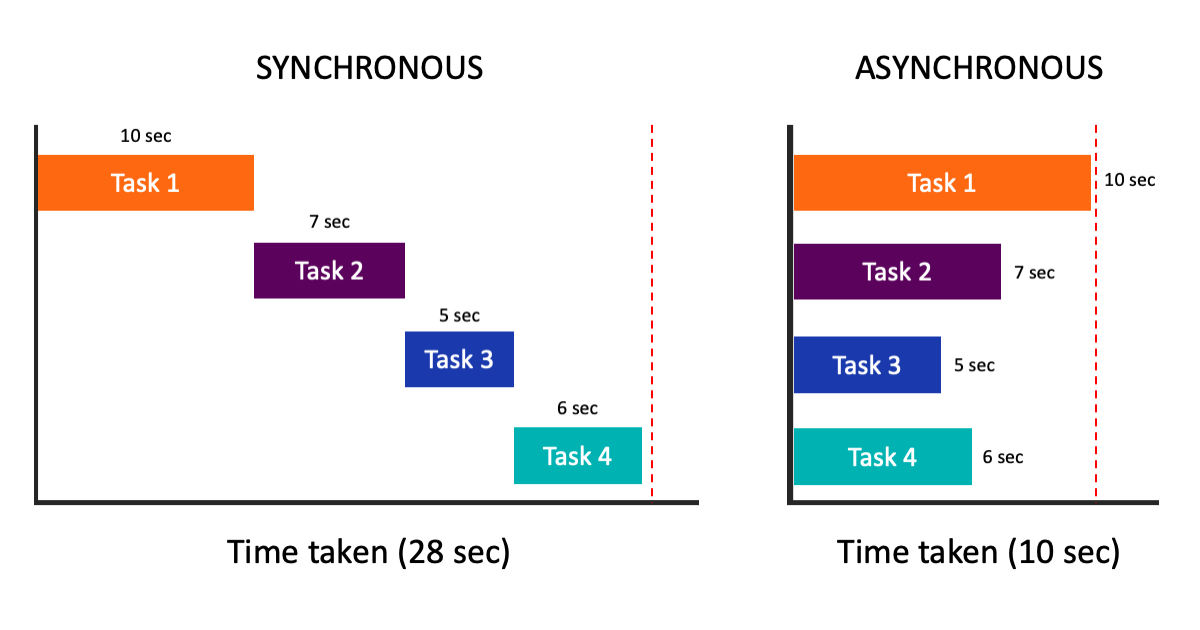 SYNCHRONOUS
10 sec
Task 1
7 sec
Task 2
5 sec
Task 3
6 sec
Task 4
Time taken (28 sec)
ASYNCHRONOUS
Task 1
10 sec
Task 2
7 sec
Task 3
5 sec
Task 4
6 sec
Time taken (10 sec)